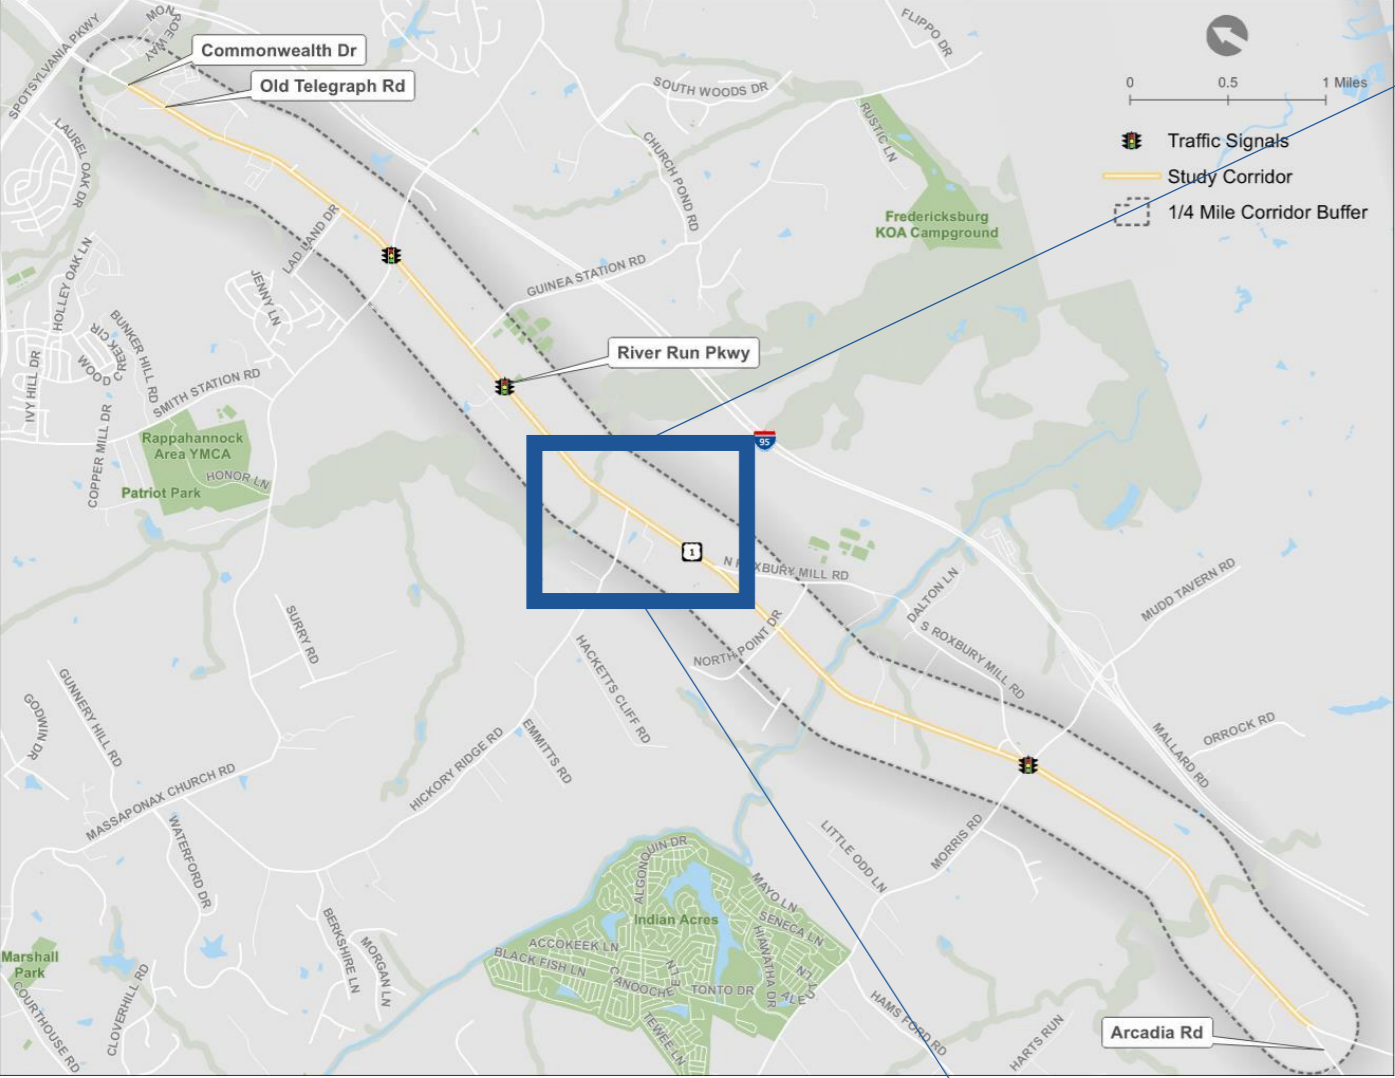 SPOTSYLVANIA PKWY
MONROE WAY
Commonwealth Dr
Old Telegraph Rd
FLIPPO DR
SOUTH WOODS DR
0 0.5 1 Miles
Traffic Signals
Study Corridor
1/4 Mile Corridor Buffer
LAUREL OAK DR
CHURCH POND RD
RUSTIC LN
Fredericksburg
KOA Campground
LADYLAND DR
HOLLEY OAK LN
JENNY LN
GUINEA STATION RD
BUNKER HILL RD
CREEK CIR
WOOD
IVY HILL DR
River Run Pkwy
SMITH STATION RD
COPPER MILL DR
Rappahannock
Area YMCA
HONOR LN
Patriot Park
95
1
N ROXBURY MILL RD
DALTON LN
MUDD TAVERN RD
S ROXBURY MILL RD
NORTH POINT DR
SURRY RD
HACKETTS CLIFF RD
GUNNERY HILL RD
GODWIN DR
EMMITTS RD
HICKORY RIDGE RD
MASSAPONAX CHURCH RD
WATERFORD DR
MALLARD RD
ORROCK RD
LITTLE ODD LN
MORRIS RD
ALGONQUIN DR
MAYO LN
SENECA LN
Indian Acres
HIAWATHA DR
ACCOKEEK LN
BLACK FISH LN
CANOOCHEE LN
TONTO DR
TEWEE LN
BERKSHIRE LN
MORGAN LN
Marshall
Park
COURTHOUSE RD
CLOVERHILL RD
HAMS FORD RD
HARTS RUN
Arcadia Rd